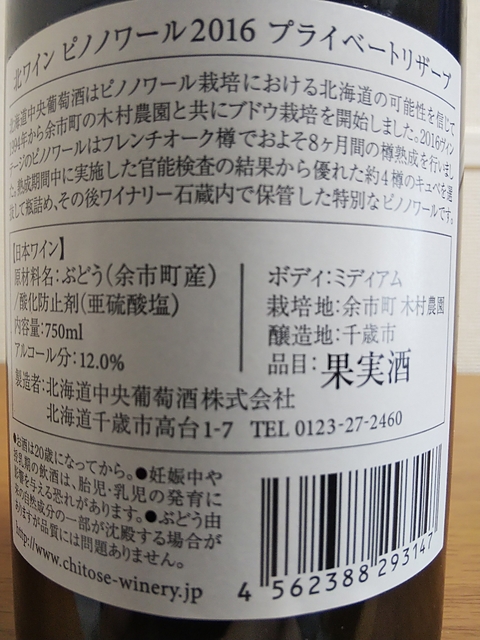 北ワイン ピノノワール2016 プライベートリザーブ
北海道中央葡萄酒はピノノワール栽培における北海道の可能性を信じて
1994年から余市町の木村農園と共にブドウ栽培を開始しました。2016ヴィン
テージのピノノワールはフレンチオーク樽でおよそ8ヶ月間の樽熟成を行いまし
た。熟成期間中に実施した官能検査の結果から優れた約4樽のキュベを選
抜して瓶詰め、その後ワイナリー石蔵内で保管した特別なピノノワールです。
【日本ワイン】
原材料名:ぶどう(余市町産)
/酸化防止剤(亜硫酸塩)
内容量:750ml
アルコール分:12.0%
ボディ:ミディアム
栽培地:余市町 木村農園
醸造地:千歳市
品目:果実酒
製造者:北海道中央葡萄酒株式会社
北海道千歳市高台1-7 TEL 0123-27-2460
●お酒は20歳になってから。●妊娠中や
授乳期の飲酒は、胎児・乳児の発育に
影響を与える恐れがあります。●ぶどう由
来の自然成分の一部が沈殿する場合が
ありますが品質には問題ありません。
http://www.chitose-winery.jp
4 562388 293147